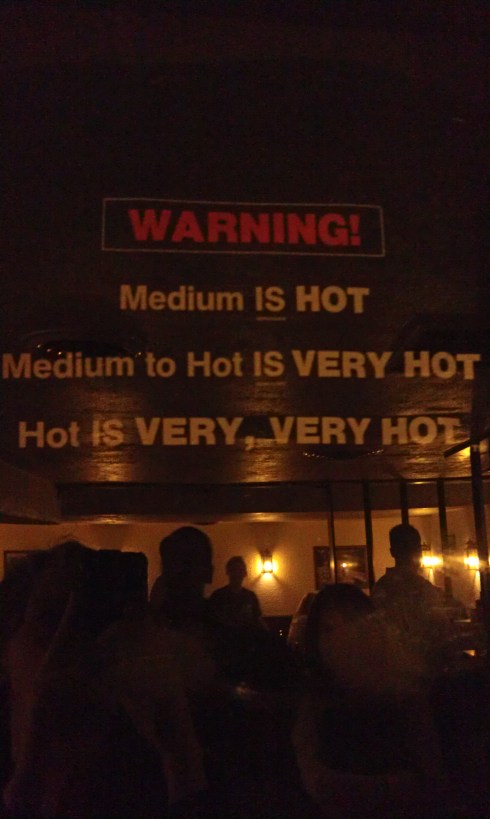 WARNING!
Medium IS HOT
Medium to Hot IS VERY HOT
Hot IS VERY, VERY HOT